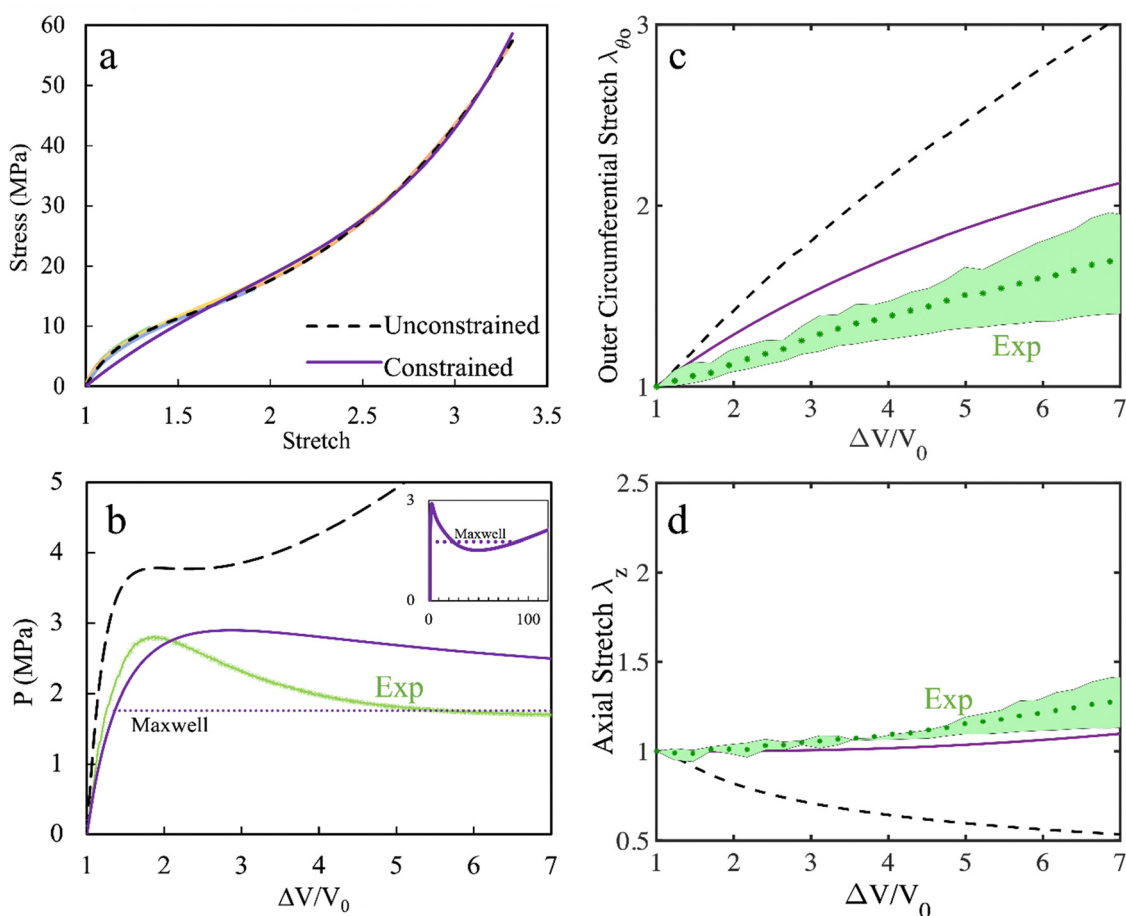 a
Stress (MPa)
60
50
40
30
20
10
0
Unconstrained
Constrained
1
1.5
2
2.5
3
3.5
Stretch
c
Outer Circumferential Stretch λθo
3
2
1
Exp
1
2
3
4
5
6
7
ΔV/V0
b
P (MPa)
5
4
3
2
1
0
3
Maxwell
0
0
100
Exp
Maxwell
1
2
3
4
5
6
7
ΔV/V0
d
Axial Stretch λz
2.5
2
1.5
1
0.5
Exp
1
2
3
4
5
6
7
ΔV/V0